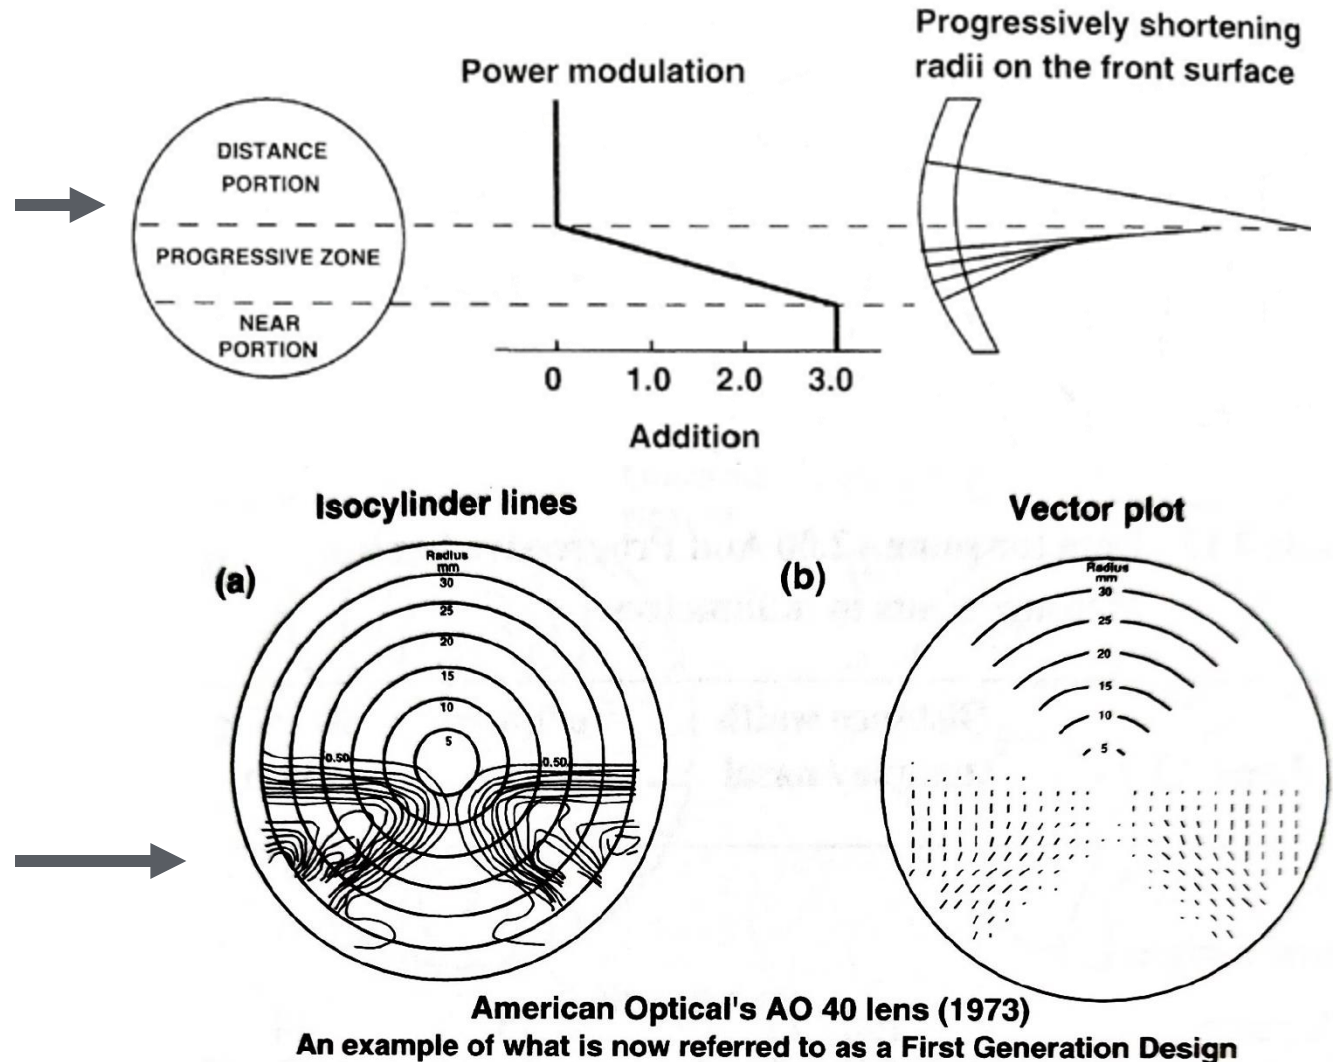 Progressively shortening
radii on the front surface
Power modulation
DISTANCE
PORTION
PROGRESSIVE ZONE
NEAR
PORTION
0 1.0 2.0 3.0
Addition
Isocylinder lines
Vector plot
(a)
Radius
mm
30
25
20
15
10
5
0.50
0.50
(b)
Radius
mm
30
25
20
15
10
5
American Optical's AO 40 lens (1973)
An example of what is now referred to as a First Generation Design